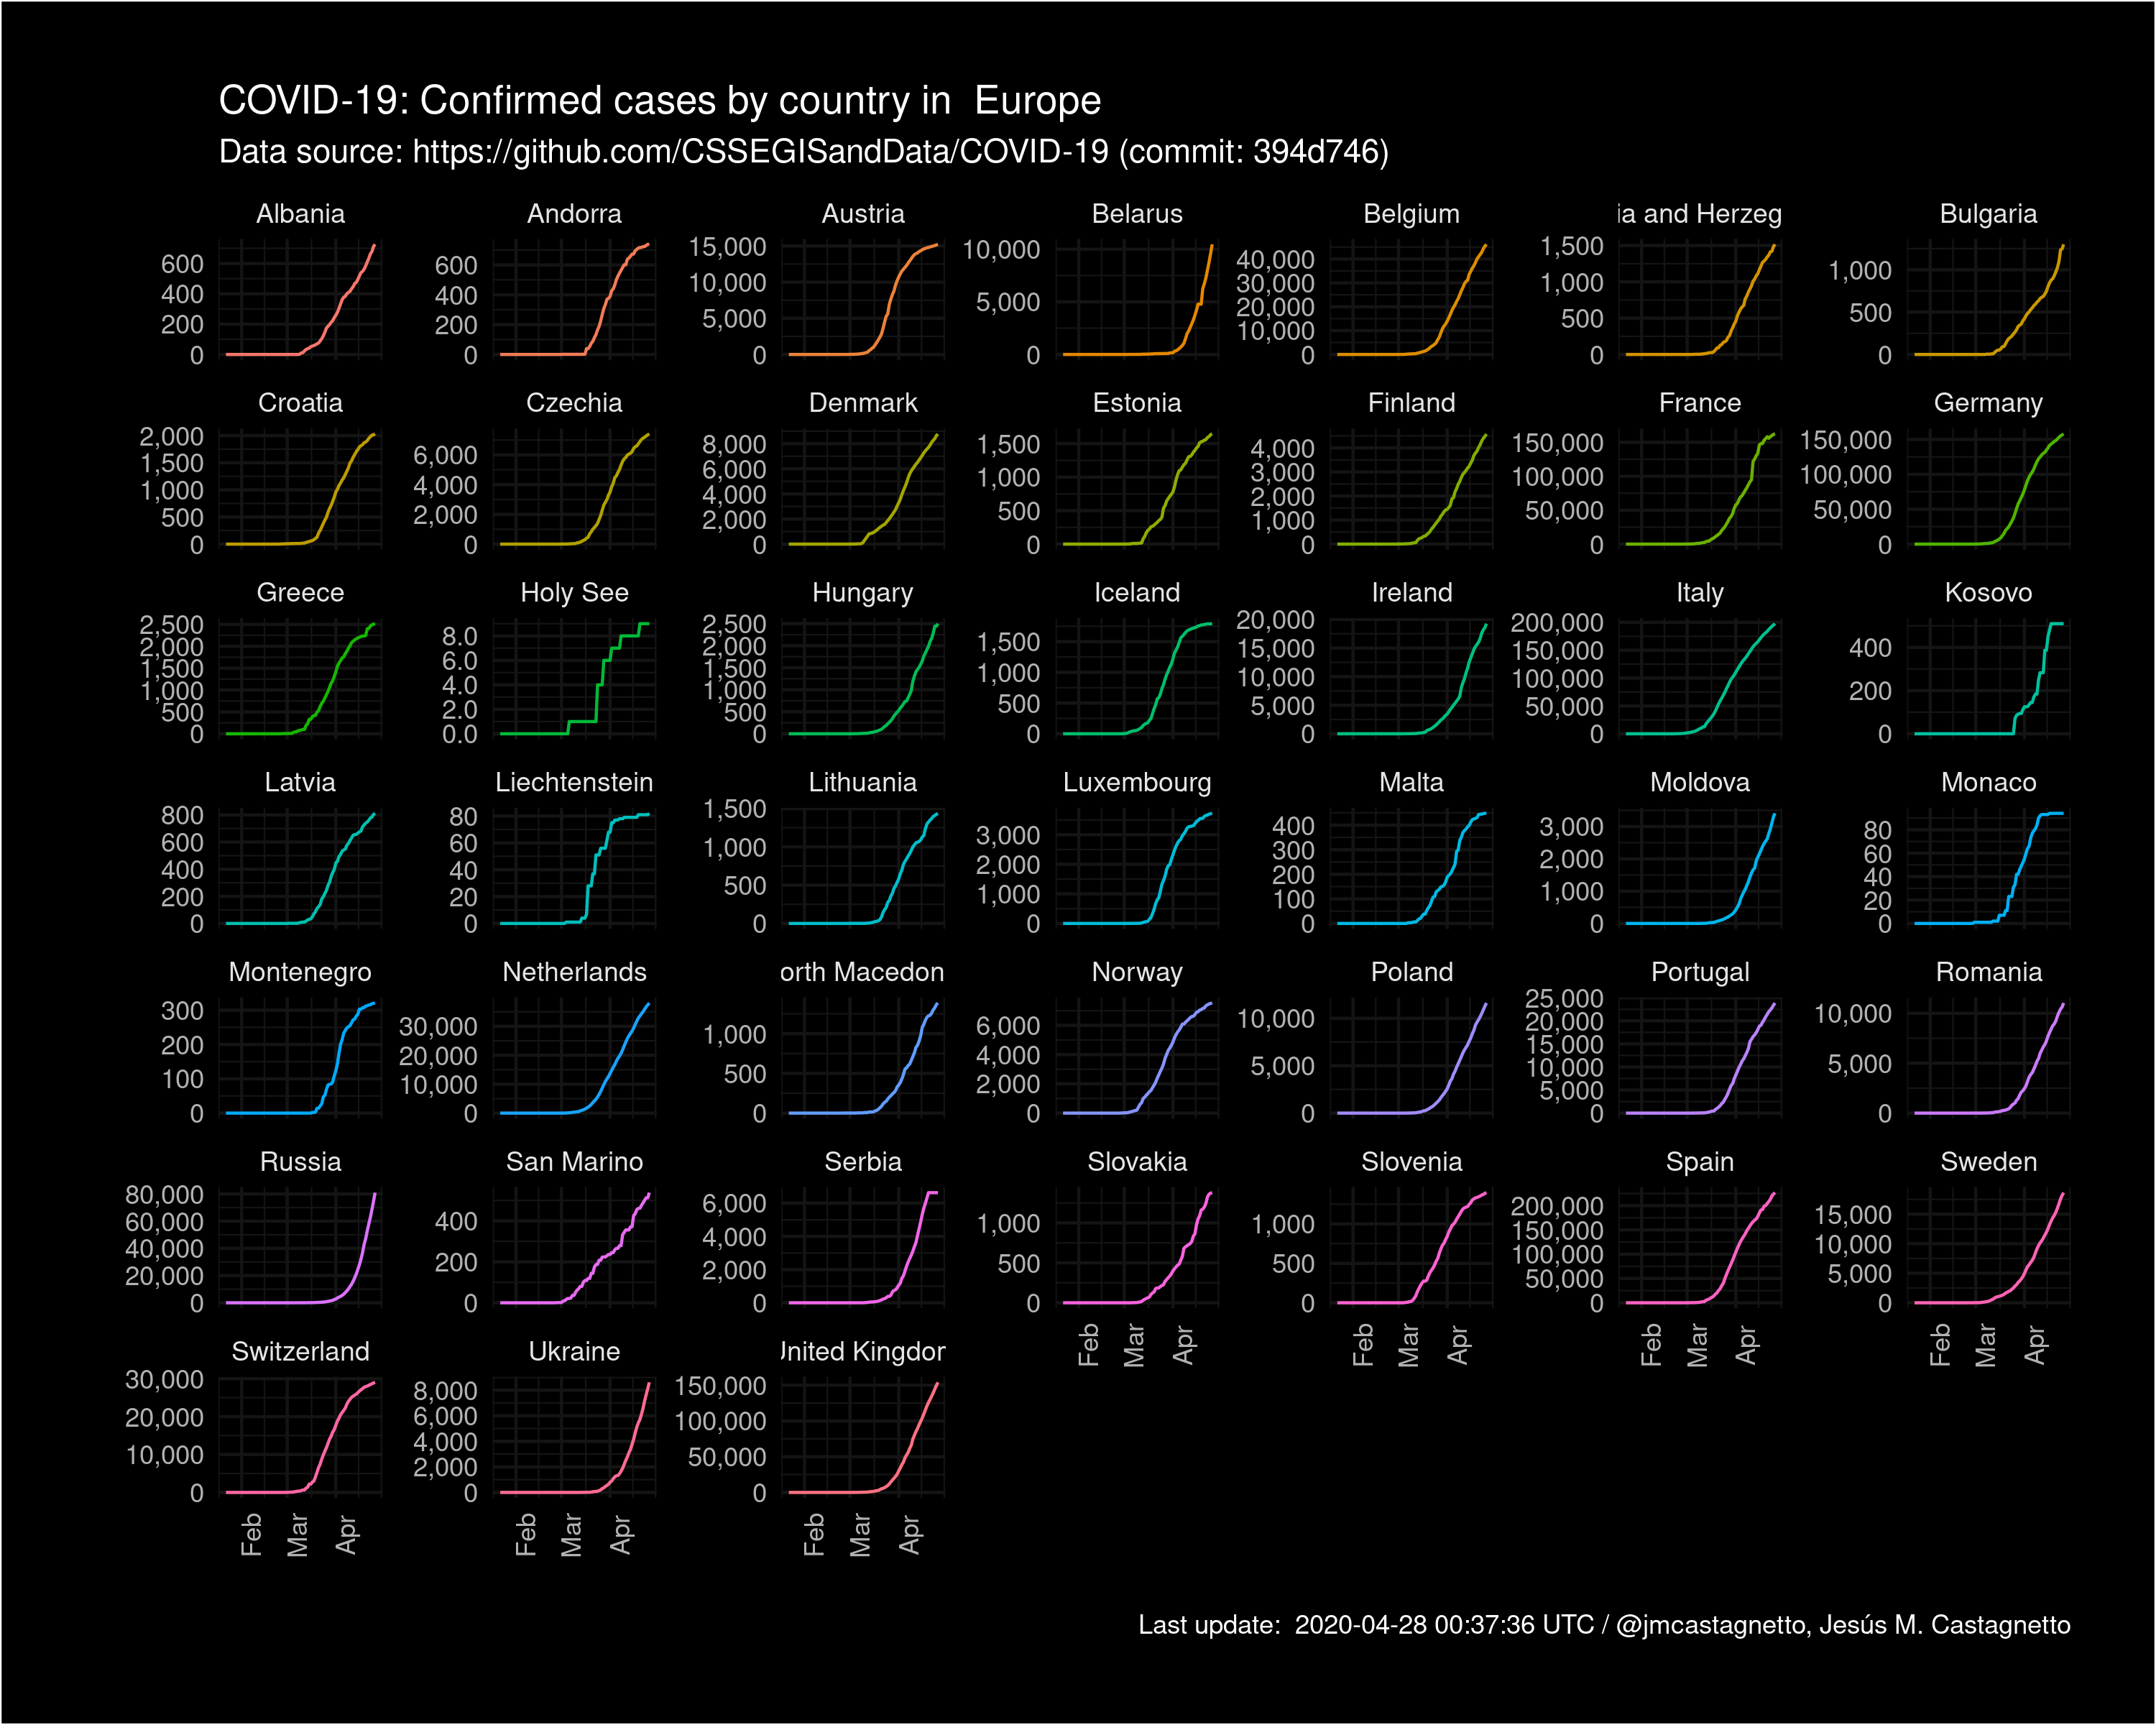 COVID-19: Confirmed cases by country in  Europe
Data source: https://github.com/CSSEGISandData/COVID-19 (commit: 394d746)
Albania Andorra Austria Belarus Belgium ia and Herzeg Bulgaria
600 400 200 0
600 400 200 0
15,000 10,000 5,000 0
10,000 5,000 0
40,000 30,000 20,000 10,000 0
1,500 1,000 500 0
1,000 500 0
Croatia Czechia Denmark Estonia Finland France Germany
2,000 1,500 1,000 500 0
6,000 4,000 2,000 0
8,000 6,000 4,000 2,000 0
1,500 1,000 500 0
4,000 3,000 2,000 1,000 0
150,000 100,000 50,000 0
150,000 100,000 50,000 0
Greece Holy See Hungary Iceland Ireland Italy Kosovo
2,500 2,000 1,500 1,000 500 0
8.0 6.0 4.0 2.0 0.0
2,500 2,000 1,500 1,000 500 0
1,500 1,000 500 0
20,000 15,000 10,000 5,000 0
200,000 150,000 100,000 50,000 0
400 200 0
Latvia Liechtenstein Lithuania Luxembourg Malta Moldova Monaco
800 600 400 200 0
80 60 40 20 0
1,500 1,000 500 0
3,000 2,000 1,000 0
400 300 200 100 0
3,000 2,000 1,000 0
80 60 40 20 0
Montenegro Netherlands orth Macedon Norway Poland Portugal Romania
300 200 100 0
30,000 20,000 10,000 0
1,000 500 0
6,000 4,000 2,000 0
10,000 5,000 0
25,000 20,000 15,000 10,000 5,000 0
10,000 5,000 0
Russia San Marino Serbia Slovakia Slovenia Spain Sweden
80,000 60,000 40,000 20,000 0
400 200 0
6,000 4,000 2,000 0
1,000 500 0
1,000 500 0
200,000 150,000 100,000 50,000 0
15,000 10,000 5,000 0
Feb Mar Apr Feb Mar Apr Feb Mar Apr Feb Mar Apr
Switzerland Ukraine United Kingdom
30,000 20,000 10,000 0
8,000 6,000 4,000 2,000 0
150,000 100,000 50,000 0
Feb Mar Apr Feb Mar Apr Feb Mar Apr
Last update:  2020-04-28 00:37:36 UTC / @jmcastagnetto, Jesús M. Castagnetto